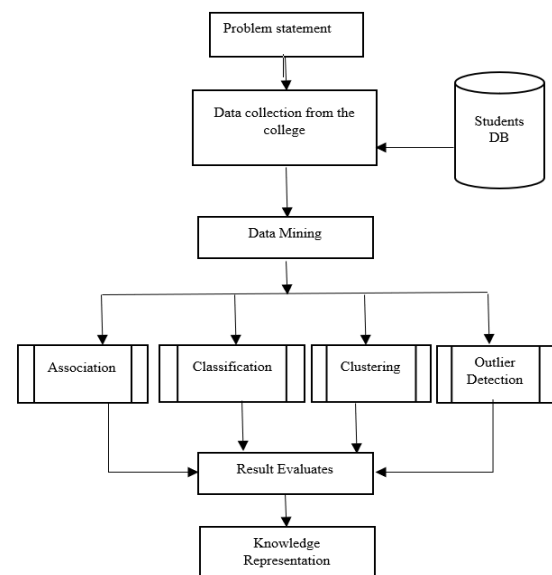 Problem statement
Data collection from the
college
Students
DB
Data Mining
Association
Classification
Clustering
Outlier
Detection
Result Evaluates
Knowledge
Representation